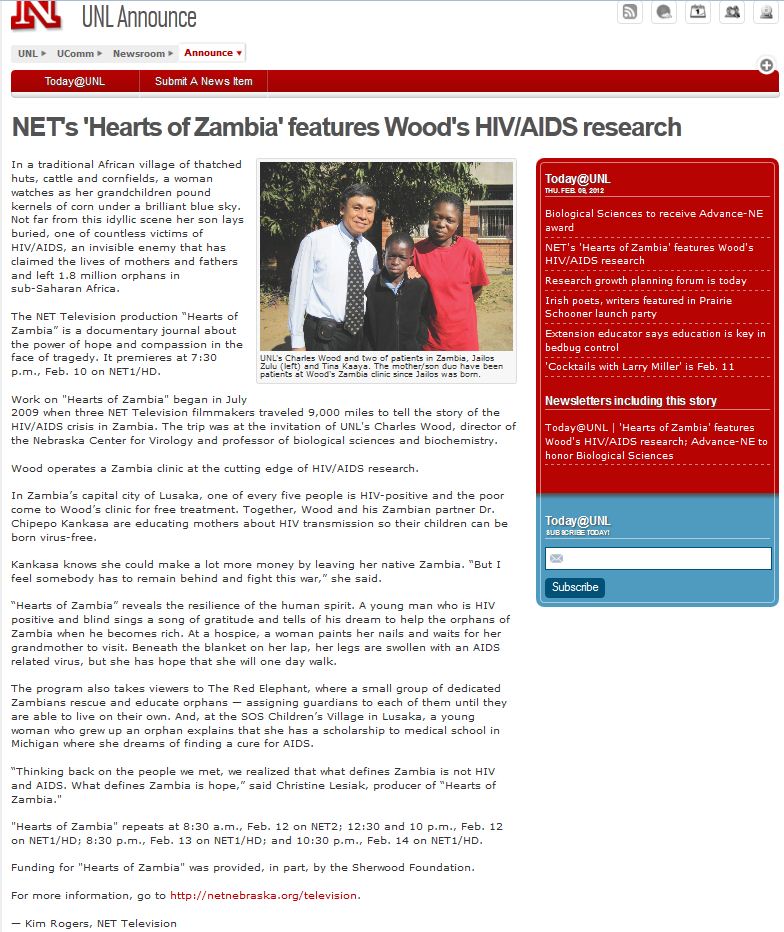 N
UNL Announce
UNL
UComm
Newsroom
Announce
Today@UNL
Submit A News Item
NET's 'Hearts of Zambia' features Wood's HIV/AIDS research
In a traditional African village of thatched
huts, cattle and cornfields, a woman
watches as her grandchildren pound
kernels of corn under a brilliant blue sky.
Not far from this idyllic scene her son lays
buried, one of countless victims of
HIV/AIDS, an invisible enemy that has
claimed the lives of mothers and fathers
and left 1.8 million orphans in
sub-Saharan Africa.
The NET Television production “Hearts of
Zambia” is a documentary journal about
the power of hope and compassion in the
face of tragedy. It premieres at 7:30
p.m., Feb. 10 on NET1/HD.
UNL's Charles Wood and two of patients in Zambia, Jailos
Zulu (left) and Tina Kaaya. The mother/son duo have been
patients at Wood's Zambia clinic since Jailos was born.
Work on "Hearts of Zambia" began in July
2009 when three NET Television filmmakers traveled 9,000 miles to tell the story of the
HIV/AIDS crisis in Zambia. The trip was at the invitation of UNL's Charles Wood, director of
the Nebraska Center for Virology and professor of biological sciences and biochemistry.
Wood operates a Zambia clinic at the cutting edge of HIV/AIDS research.
In Zambia’s capital city of Lusaka, one of every five people is HIV-positive and the poor
come to Wood’s clinic for free treatment. Together, Wood and his Zambian partner Dr.
Chipepo Kankasa are educating mothers about HIV transmission so their children can be
born virus-free.
Kankasa knows she could make a lot more money by leaving her native Zambia. “But I
feel somebody has to remain behind and fight this war,” she said.
“Hearts of Zambia” reveals the resilience of the human spirit. A young man who is HIV
positive and blind sings a song of gratitude and tells of his dream to help the orphans of
Zambia when he becomes rich. At a hospice, a woman paints her nails and waits for her
grandmother to visit. Beneath the blanket on her lap, her legs are swollen with an AIDS
related virus, but she has hope that she will one day walk.
The program also takes viewers to The Red Elephant, where a small group of dedicated
Zambians rescue and educate orphans — assigning guardians to each of them until they
are able to live on their own. And, at the SOS Children’s Village in Lusaka, a young
woman who grew up an orphan explains that she has a scholarship to medical school in
Michigan where she dreams of finding a cure for AIDS.
“Thinking back on the people we met, we realized that what defines Zambia is not HIV
and AIDS. What defines Zambia is hope,” said Christine Lesiak, producer of “Hearts of
Zambia."
"Hearts of Zambia" repeats at 8:30 a.m., Feb. 12 on NET2; 12:30 and 10 p.m., Feb. 12
on NET1/HD; 8:30 p.m., Feb. 13 on NET1/HD; and 10:30 p.m., Feb. 14 on NET1/HD.
Funding for "Hearts of Zambia" was provided, in part, by the Sherwood Foundation.
For more information, go to http://netnebraska.org/television.
— Kim Rogers, NET Television
Today@UNL
THU. FEB. 09, 2012
Biological Sciences to receive Advance-NE
award
NET's 'Hearts of Zambia' features Wood's
HIV/AIDS research
Research growth planning forum is today
Irish poets, writers featured in Prairie
Schooner launch party
Extension educator says education is key in
bedbug control
'Cocktails with Larry Miller' is Feb. 11
Newsletters including this story
Today@UNL | 'Hearts of Zambia' features
Wood's HIV/AIDS research; Advance-NE to
honor Biological Sciences
Today@UNL
SUBSCRIBE TODAY!
Subscribe